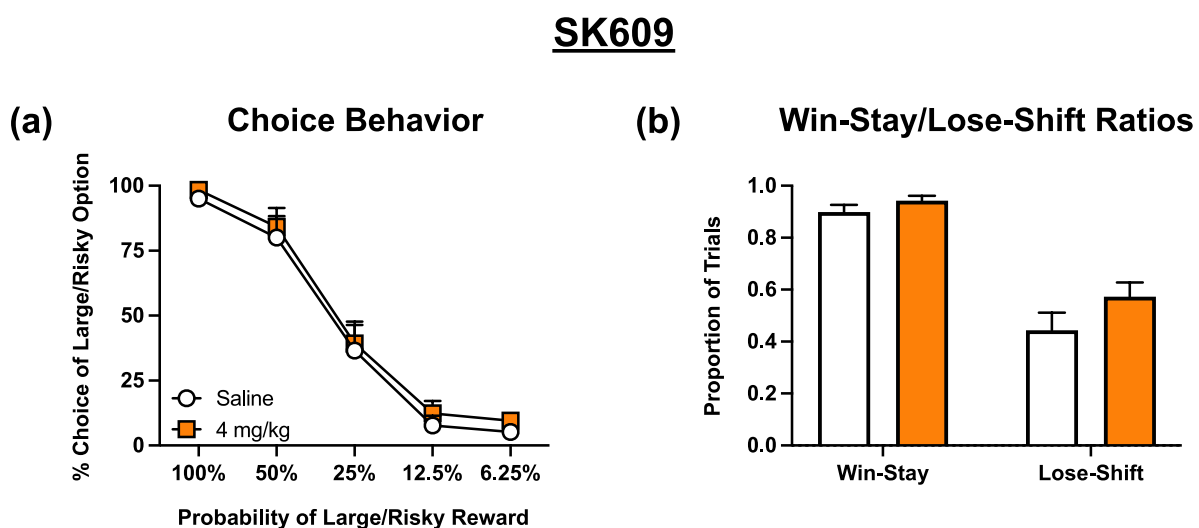 SK609
(a)
Choice Behavior
% Choice of Large/Risky Option
100
75
50
25
0
Saline
4 mg/kg
100%
50%
25%
12.5%
6.25%
Probability of Large/Risky Reward
(b)
Win-Stay/Lose-Shift Ratios
Proportion of Trials
1.0
0.8
0.6
0.4
0.2
0.0
Win-Stay
Lose-Shift